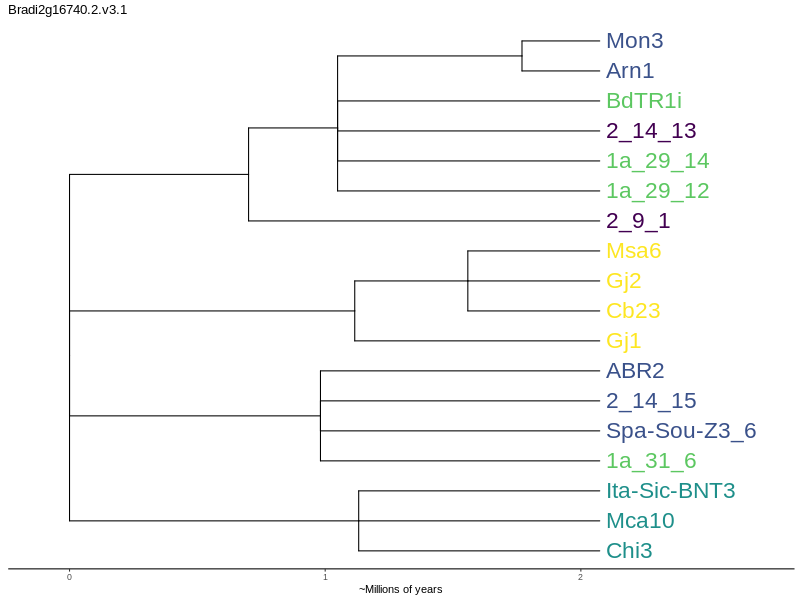 Bradi2g16740.2.v3.1
Mon3
Arn1
BdTR1i
2_14_13
1a_29_14
1a_29_12
2_9_1
Msa6
Gj2
Cb23
Gj1
ABR2
2_14_15
Spa-Sou-Z3_6
1a_31_6
Ita-Sic-BNT3
Mca10
Chi3
0 1 2
~Millions of years